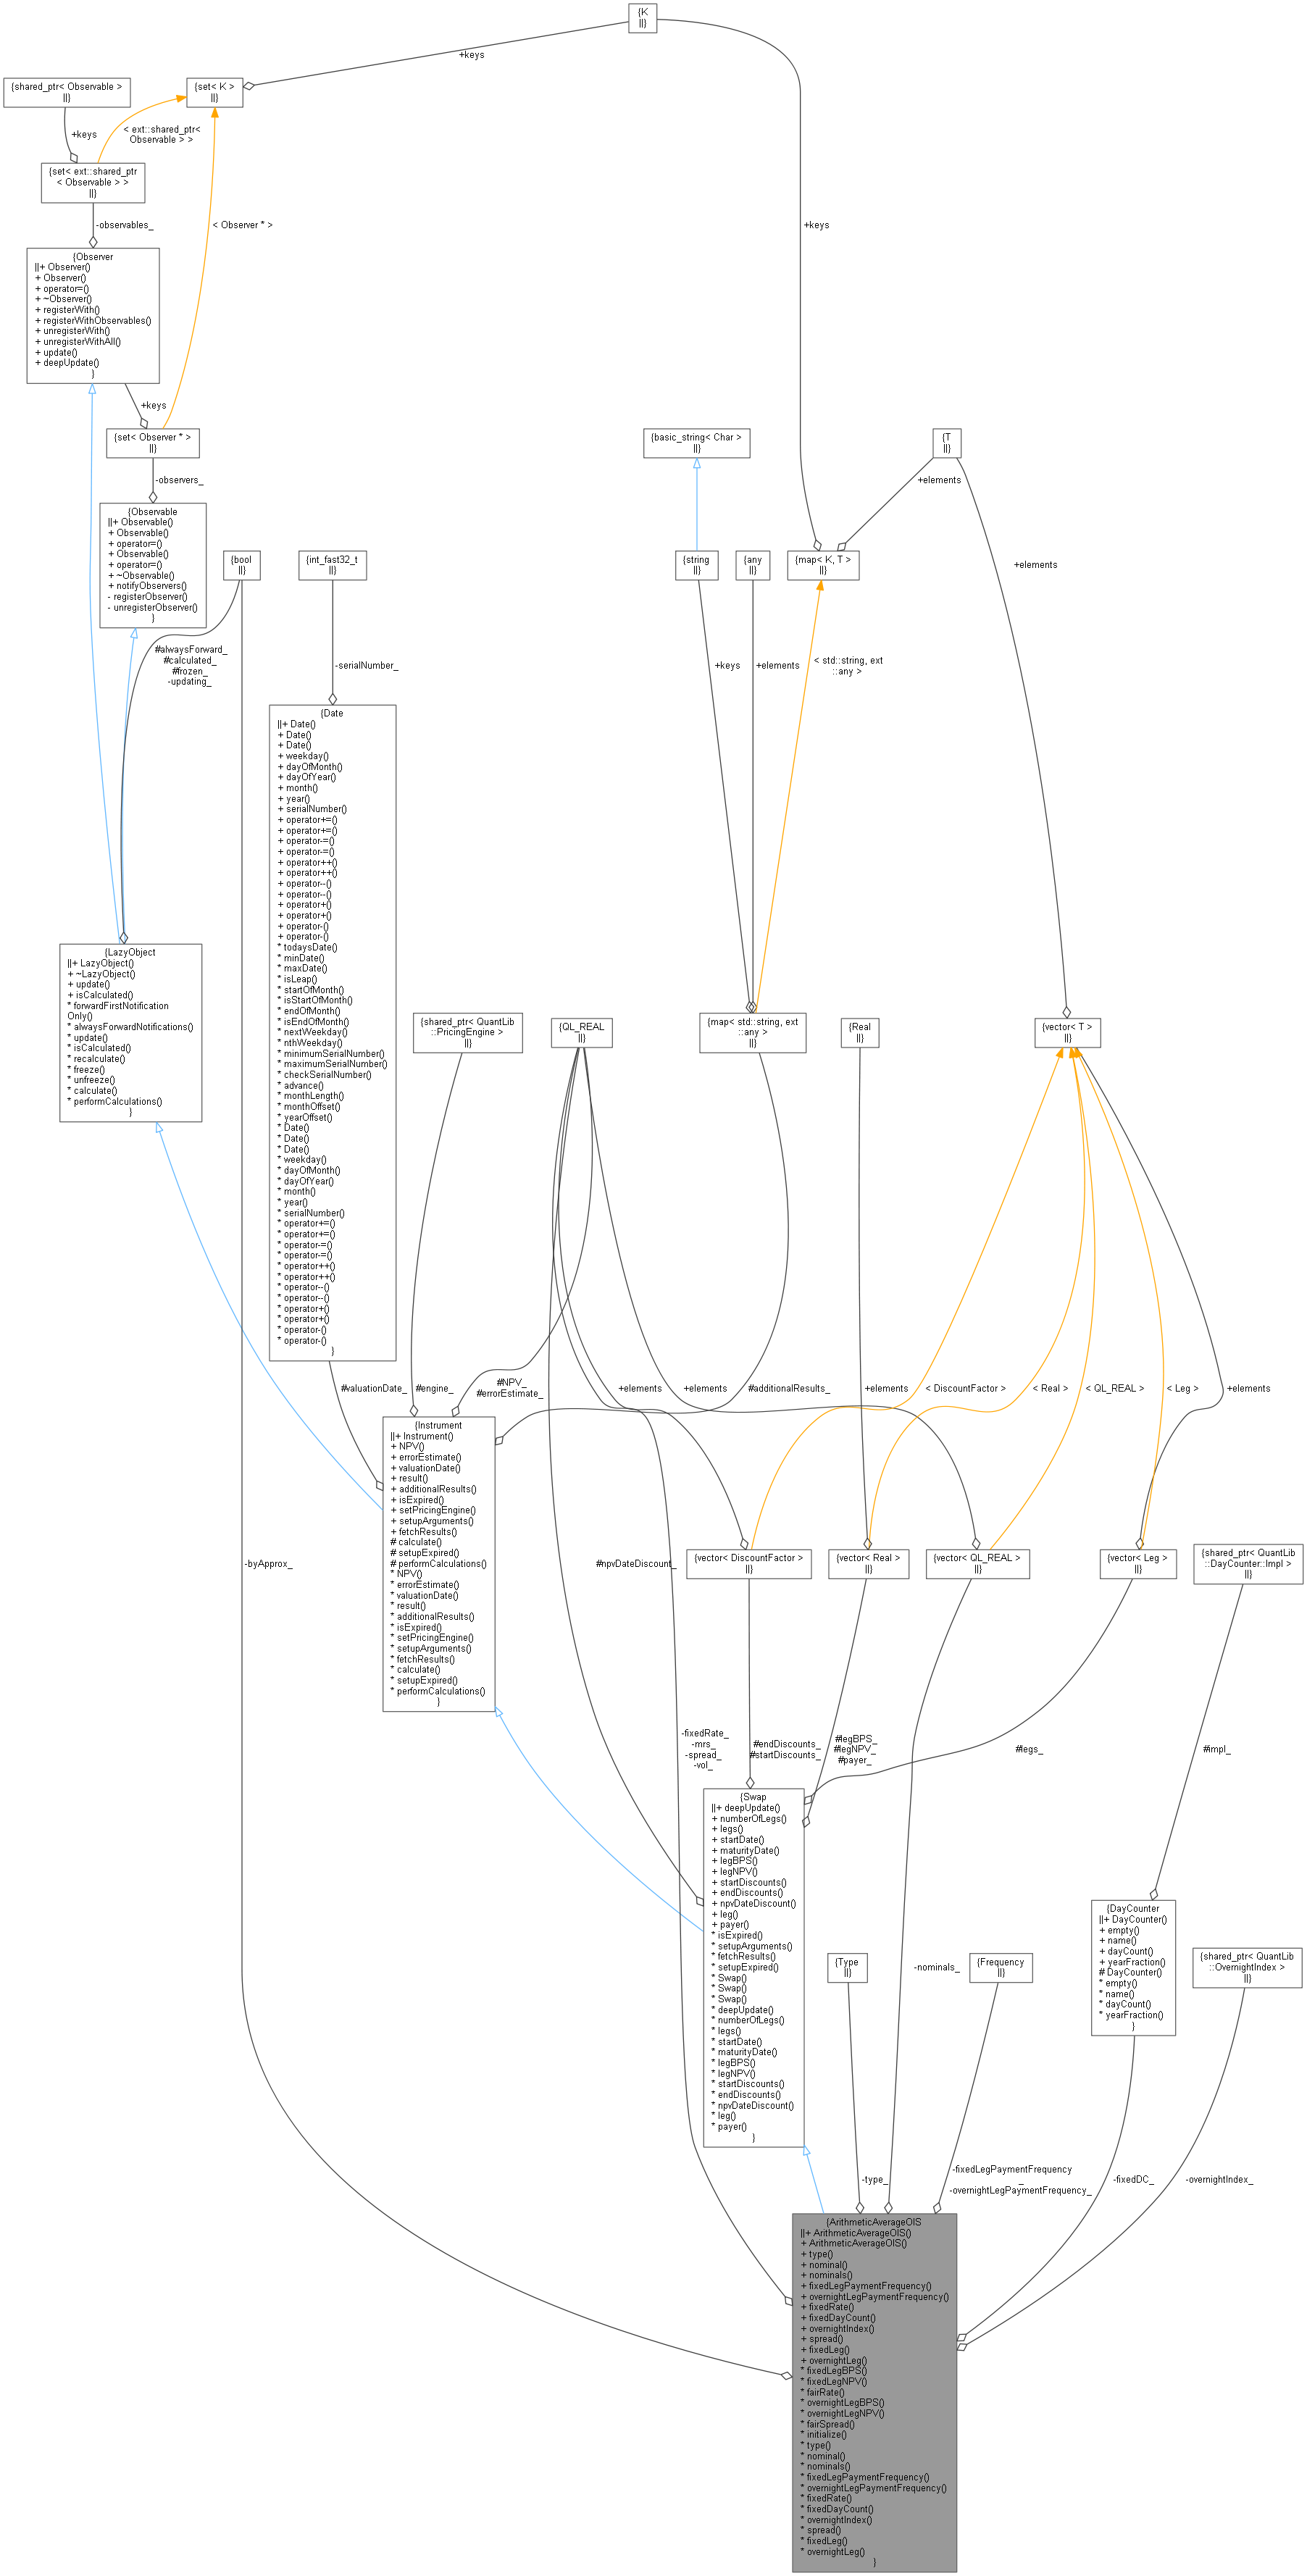 {K
||}
+keys
{shared_ptr< Observable >
||}
{set< K >
||}
+keys
< ext::shared_ptr<
Observable > >
{set< ext::shared_ptr
< Observable > >
||}
-observables_
< Observer * >
+keys
{Observer
||+ Observer()
+ Observer()
+ operator=()
+ ~Observer()
+ registerWith()
+ registerWithObservables()
+ unregisterWith()
+ unregisterWithAll()
+ update()
+ deepUpdate()
}
+keys
{set< Observer * >
||}
{basic_string< Char >
||}
{T
||}
-observers_
+elements
{Observable
||+ Observable()
+ Observable()
+ operator=()
+ Observable()
+ operator=()
+ ~Observable()
+ notifyObservers()
- registerObserver()
- unregisterObserver()
}
{bool
||}
{int_fast32_t
||}
{string
||}
{any
||}
{map< K, T >
||}
+elements
#alwaysForward_
#calculated_
#frozen_
-updating_
-serialNumber_
+keys
+elements
< std::string, ext
::any >
{Date
||+ Date()
+ Date()
+ Date()
+ weekday()
+ dayOfMonth()
+ dayOfYear()
+ month()
+ year()
+ serialNumber()
+ operator+=()
+ operator+=()
+ operator-=()
+ operator-=()
+ operator++()
+ operator++()
+ operator--()
+ operator--()
+ operator+()
+ operator+()
+ operator-()
+ operator-()
* todaysDate()
* minDate()
* maxDate()
* isLeap()
* startOfMonth()
* isStartOfMonth()
* endOfMonth()
* isEndOfMonth()
* nextWeekday()
* nthWeekday()
* minimumSerialNumber()
* maximumSerialNumber()
* checkSerialNumber()
* advance()
* monthLength()
* monthOffset()
* yearOffset()
* Date()
* Date()
* Date()
* weekday()
* dayOfMonth()
* dayOfYear()
* month()
* year()
* serialNumber()
* operator+=()
* operator+=()
* operator-=()
* operator-=()
* operator++()
* operator++()
* operator--()
* operator--()
* operator+()
* operator+()
* operator-()
* operator-()
}
{LazyObject
||+ LazyObject()
+ ~LazyObject()
+ update()
+ isCalculated()
* forwardFirstNotification
Only()
* alwaysForwardNotifications()
* update()
* isCalculated()
* recalculate()
* freeze()
* unfreeze()
* calculate()
* performCalculations()
}
{shared_ptr< QuantLib
::PricingEngine >
||}
{QL_REAL
||}
{map< std::string, ext
::any >
||}
{Real
||}
{vector< T >
||}
#valuationDate_
#engine_
#NPV_
#errorEstimate_
+elements
+elements
#additionalResults_
+elements
< DiscountFactor >
< Real >
< QL_REAL >
< Leg >
+elements
{Instrument
||+ Instrument()
+ NPV()
+ errorEstimate()
+ valuationDate()
+ result()
+ additionalResults()
+ isExpired()
+ setPricingEngine()
+ setupArguments()
+ fetchResults()
# calculate()
# setupExpired()
# performCalculations()
* NPV()
* errorEstimate()
* valuationDate()
* result()
* additionalResults()
* isExpired()
* setPricingEngine()
* setupArguments()
* fetchResults()
* calculate()
* setupExpired()
* performCalculations()
}
-byApprox_
#npvDateDiscount_
{vector< DiscountFactor >
||}
{vector< Real >
||}
{vector< QL_REAL >
||}
{vector< Leg >
||}
{shared_ptr< QuantLib
::DayCounter::Impl >
||}
-fixedRate_
-mrs_
-spread_
-vol_
#endDiscounts_
#startDiscounts_
#legBPS_
#legNPV_
#payer_
#legs_
#impl_
{Swap
||+ deepUpdate()
+ numberOfLegs()
+ legs()
+ startDate()
+ maturityDate()
+ legBPS()
+ legNPV()
+ startDiscounts()
+ endDiscounts()
+ npvDateDiscount()
+ leg()
+ payer()
* isExpired()
* setupArguments()
* fetchResults()
* setupExpired()
* Swap()
* Swap()
* Swap()
* deepUpdate()
* numberOfLegs()
* legs()
* startDate()
* maturityDate()
* legBPS()
* legNPV()
* startDiscounts()
* endDiscounts()
* npvDateDiscount()
* leg()
* payer()
}
{DayCounter
||+ DayCounter()
+ empty()
+ name()
+ dayCount()
+ yearFraction()
# DayCounter()
* empty()
* name()
* dayCount()
* yearFraction()
}
{Type
||}
-nominals_
{Frequency
||}
{shared_ptr< QuantLib
::OvernightIndex >
||}
-type_
-fixedLegPaymentFrequency
_
-overnightLegPaymentFrequency_
-fixedDC_
-overnightIndex_
{ArithmeticAverageOIS
||+ ArithmeticAverageOIS()
+ ArithmeticAverageOIS()
+ type()
+ nominal()
+ nominals()
+ fixedLegPaymentFrequency()
+ overnightLegPaymentFrequency()
+ fixedRate()
+ fixedDayCount()
+ overnightIndex()
+ spread()
+ fixedLeg()
+ overnightLeg()
* fixedLegBPS()
* fixedLegNPV()
* fairRate()
* overnightLegBPS()
* overnightLegNPV()
* fairSpread()
* initialize()
* type()
* nominal()
* nominals()
* fixedLegPaymentFrequency()
* overnightLegPaymentFrequency()
* fixedRate()
* fixedDayCount()
* overnightIndex()
* spread()
* fixedLeg()
* overnightLeg()
}